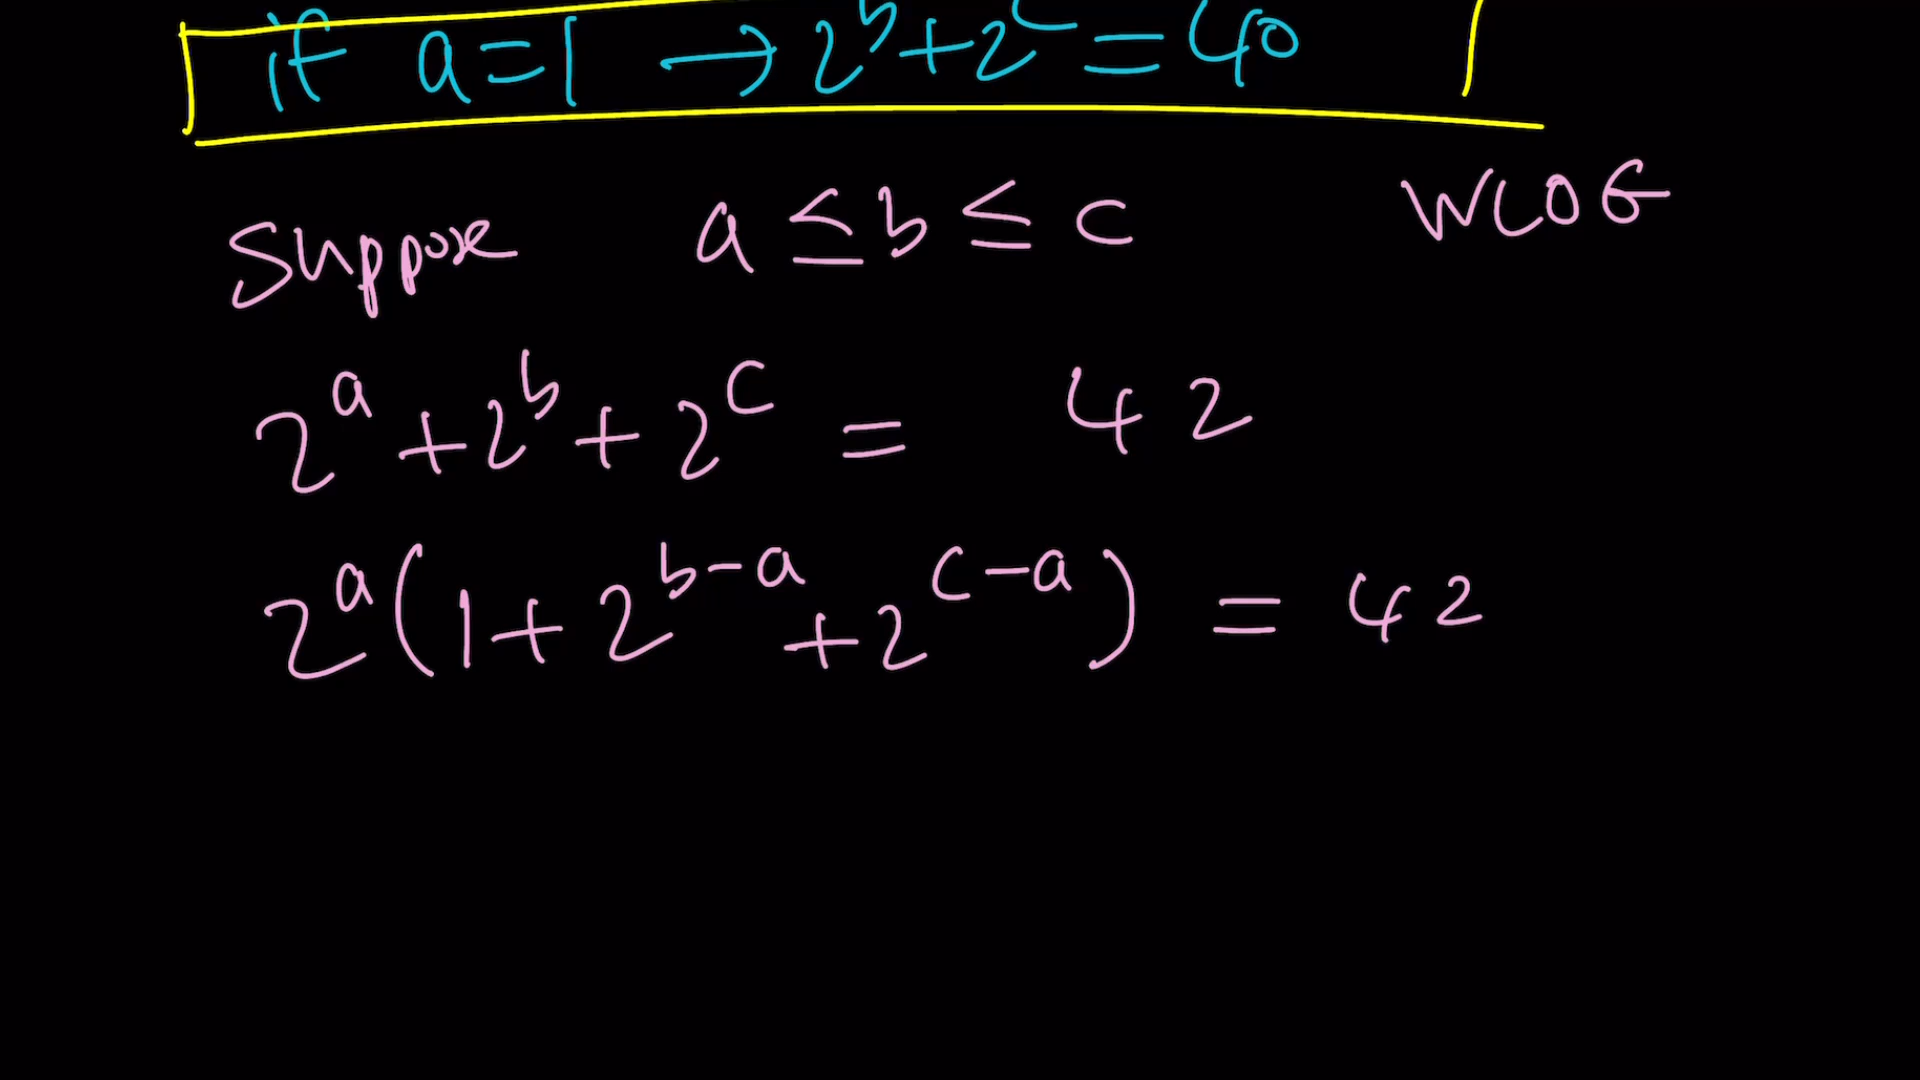 if a=1 → 2^b+2^c=40
Suppose a ≤ b ≤ c WLOG
2^a+2^b+2^c = 42
2^a(1+2^(b-a)+2^(c-a)) = 42